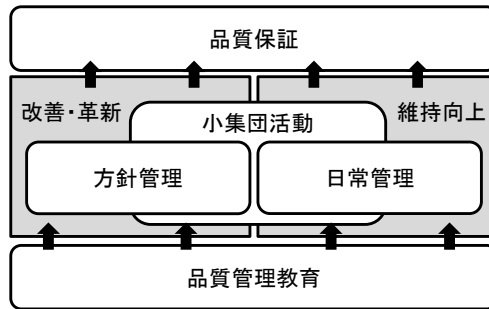 品質保証
改善・革新
維持向上
小集団活動
方針管理
日常管理
品質管理教育